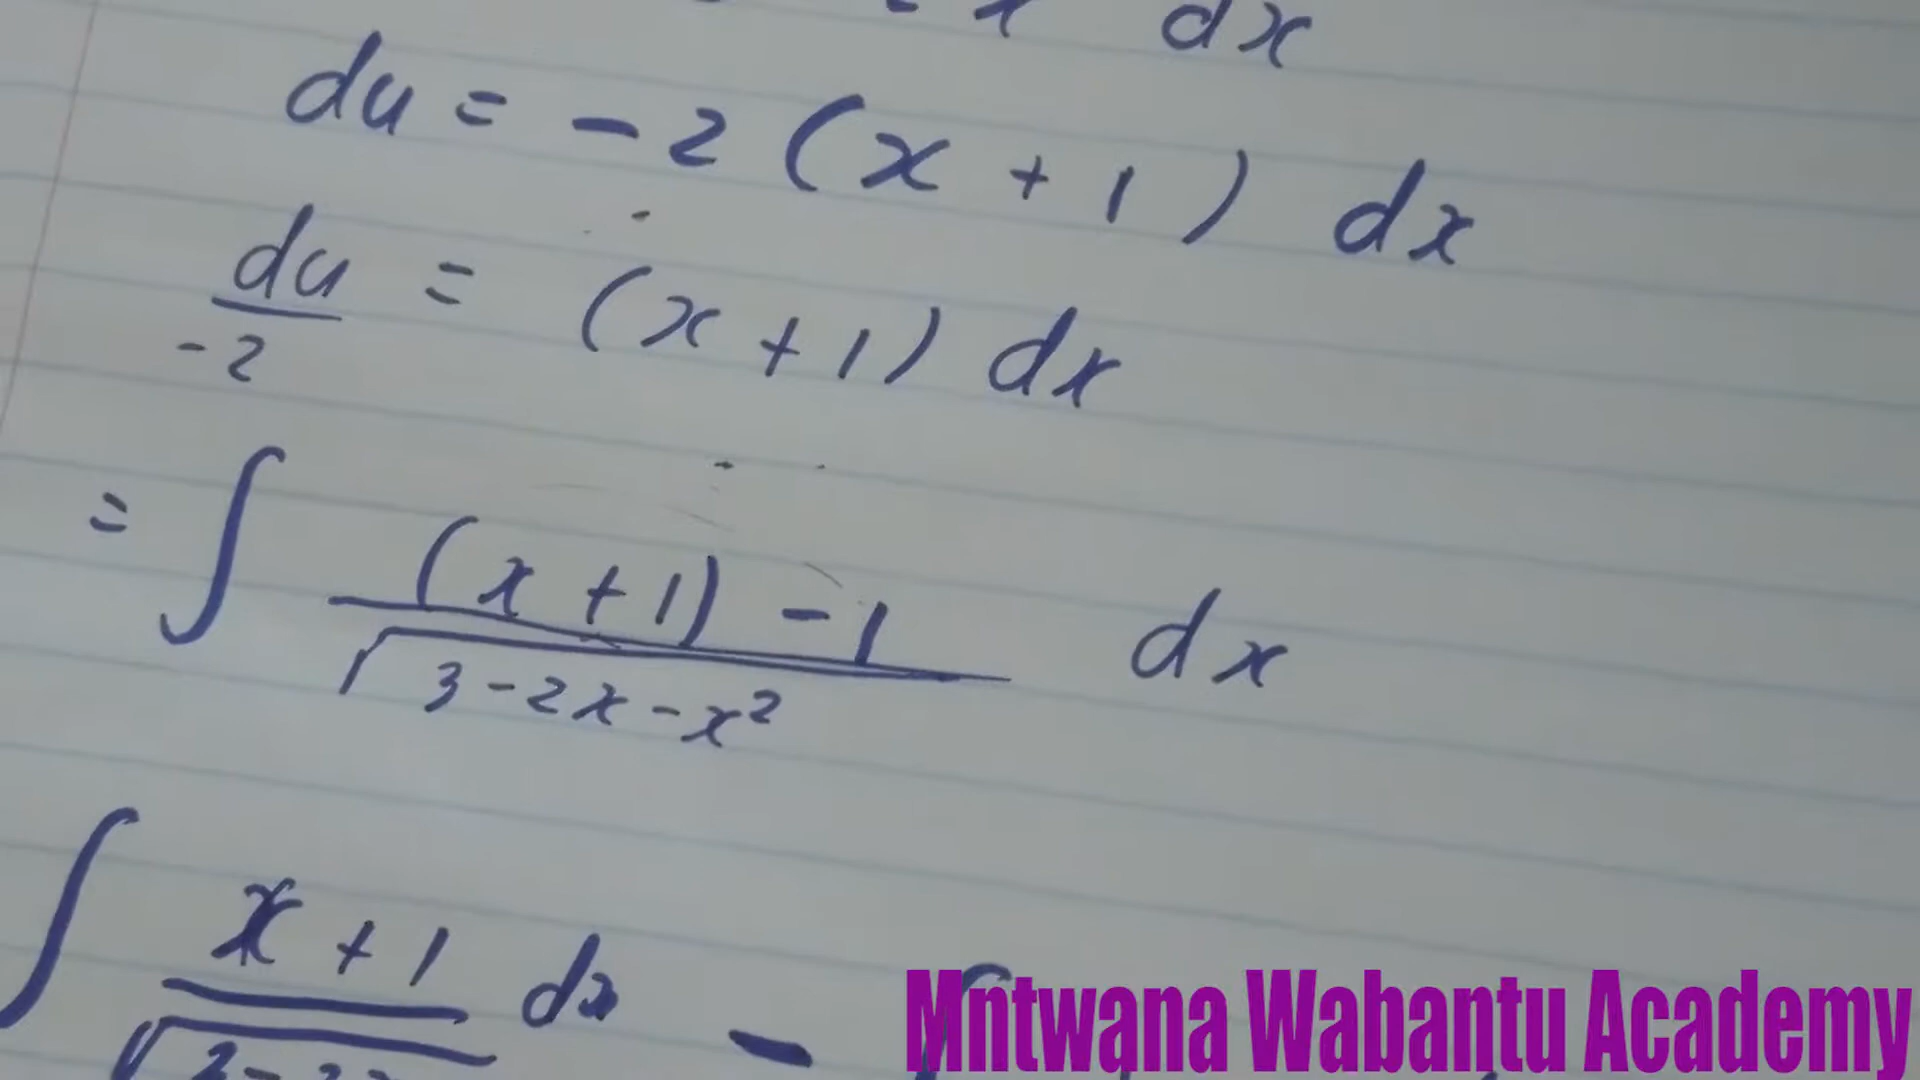 x dx
du = -2 (x + 1) dx
du/-2 = (x + 1) dx
= ∫ (x + 1) - 1 / √3 - 2x - x² dx
∫ x + 1 / √ dx -
Mntwana Wabantu Academy